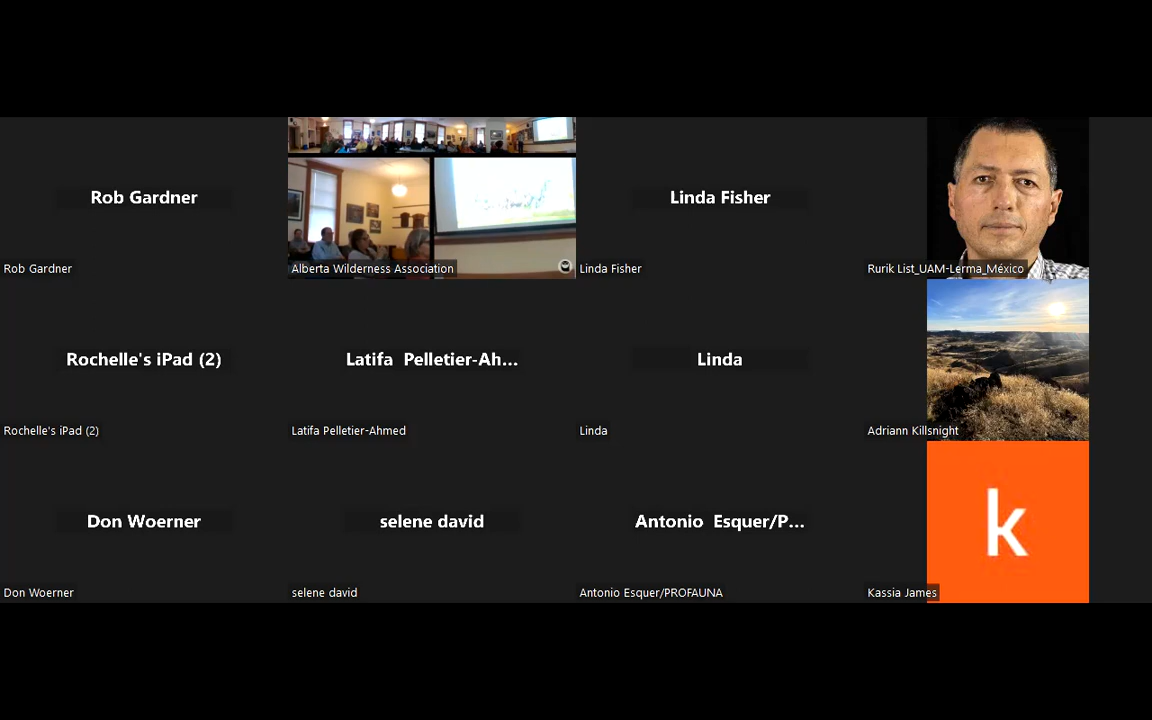 Rob Gardner
Linda Fisher
Rob Gardner
Alberta Wilderness Association
Linda Fisher
Rurik List_UAM-Lerma_México
Rochelle's iPad (2)
Latifa Pelletier-Ah...
Linda
Rochelle's iPad (2)
Latifa Pelletier-Ahmed
Linda
Adriann Killsnight
Don Woerner
selene david
Antonio Esquer/P...
k
Don Woerner
selene david
Antonio Esquer/PROFAUNA
Kassia James